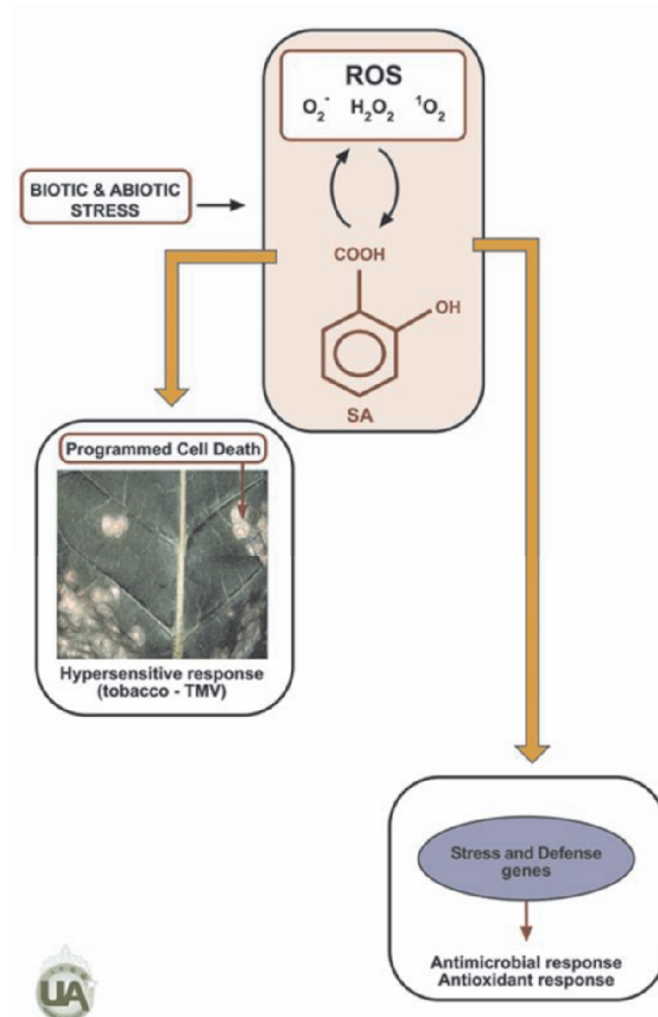 ROS
O₂⁻ H₂O₂ ¹O₂
BIOTIC & ABIOTIC
STRESS
COOH
OH
SA
Programmed Cell Death
Hypersensitive response
(tobacco - TMV)
Stress and Defense
genes
Antimicrobial response
Antioxidant response
UA